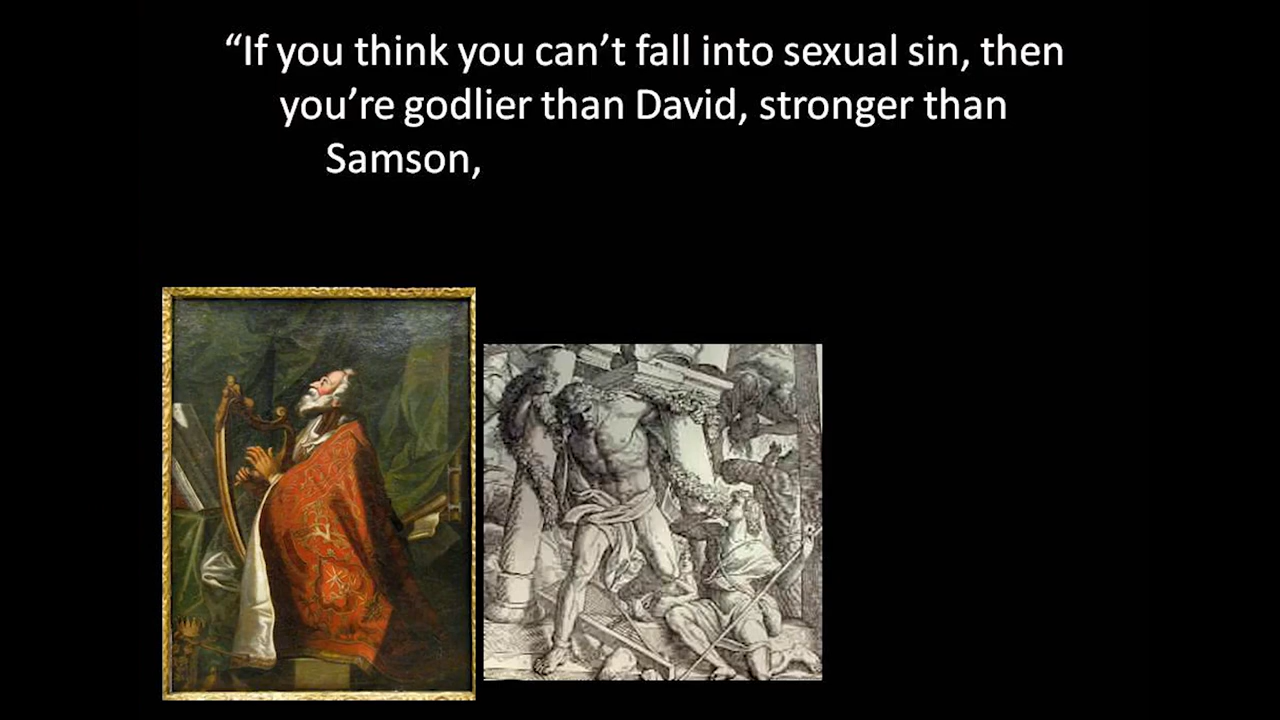 “If you think you can’t fall into sexual sin, then
you’re godlier than David, stronger than
Samson,